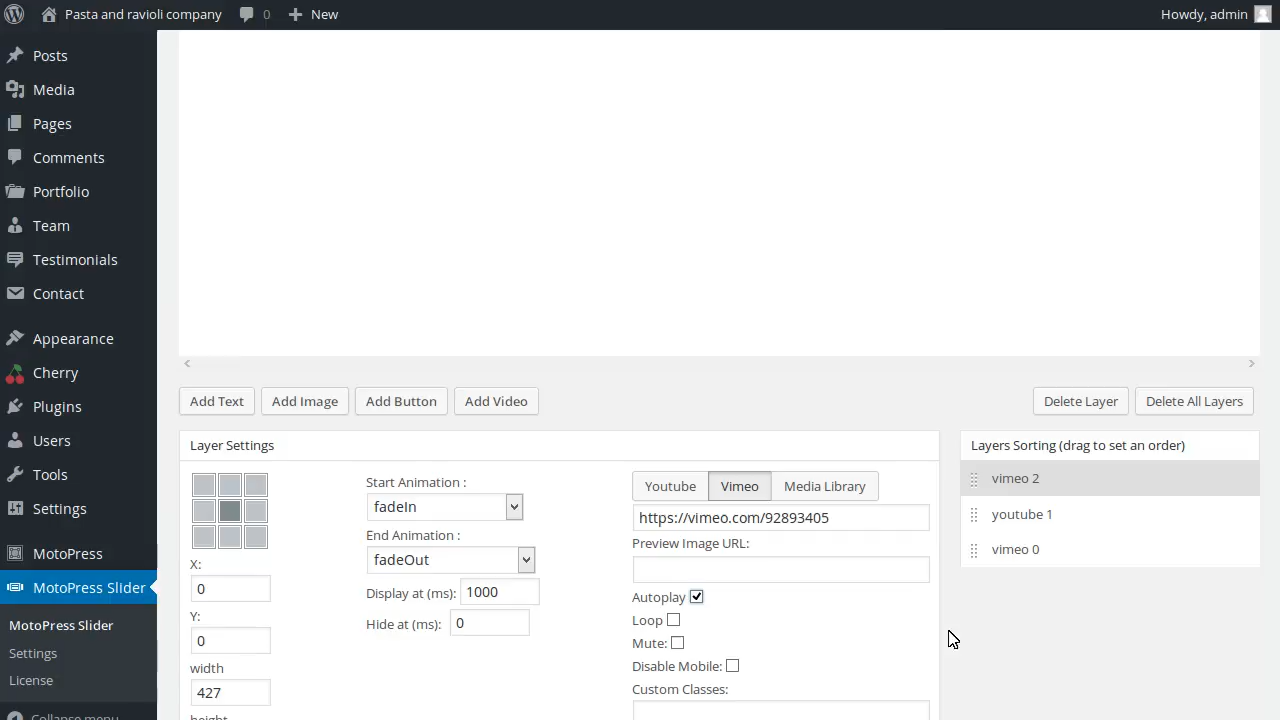 Pasta and ravioli company
0
New
Howdy, admin
Posts
Media
Pages
Comments
Portfolio
Team
Testimonials
Contact
Appearance
Cherry
Plugins
Users
Tools
Settings
MotoPress
MotoPress Slider
MotoPress Slider
Settings
License
Collapse menu
Add Text
Add Image
Add Button
Add Video
Delete Layer
Delete All Layers
Layer Settings
X:
0
Y:
0
width
427
height
Start Animation :
fadeIn
End Animation :
fadeOut
Display at (ms): 1000
Hide at (ms): 0
Youtube
Vimeo
Media Library
https://vimeo.com/92893405
Preview Image URL:
Autoplay
Loop
Mute:
Disable Mobile:
Custom Classes:
Layers Sorting (drag to set an order)
vimeo 2
youtube 1
vimeo 0